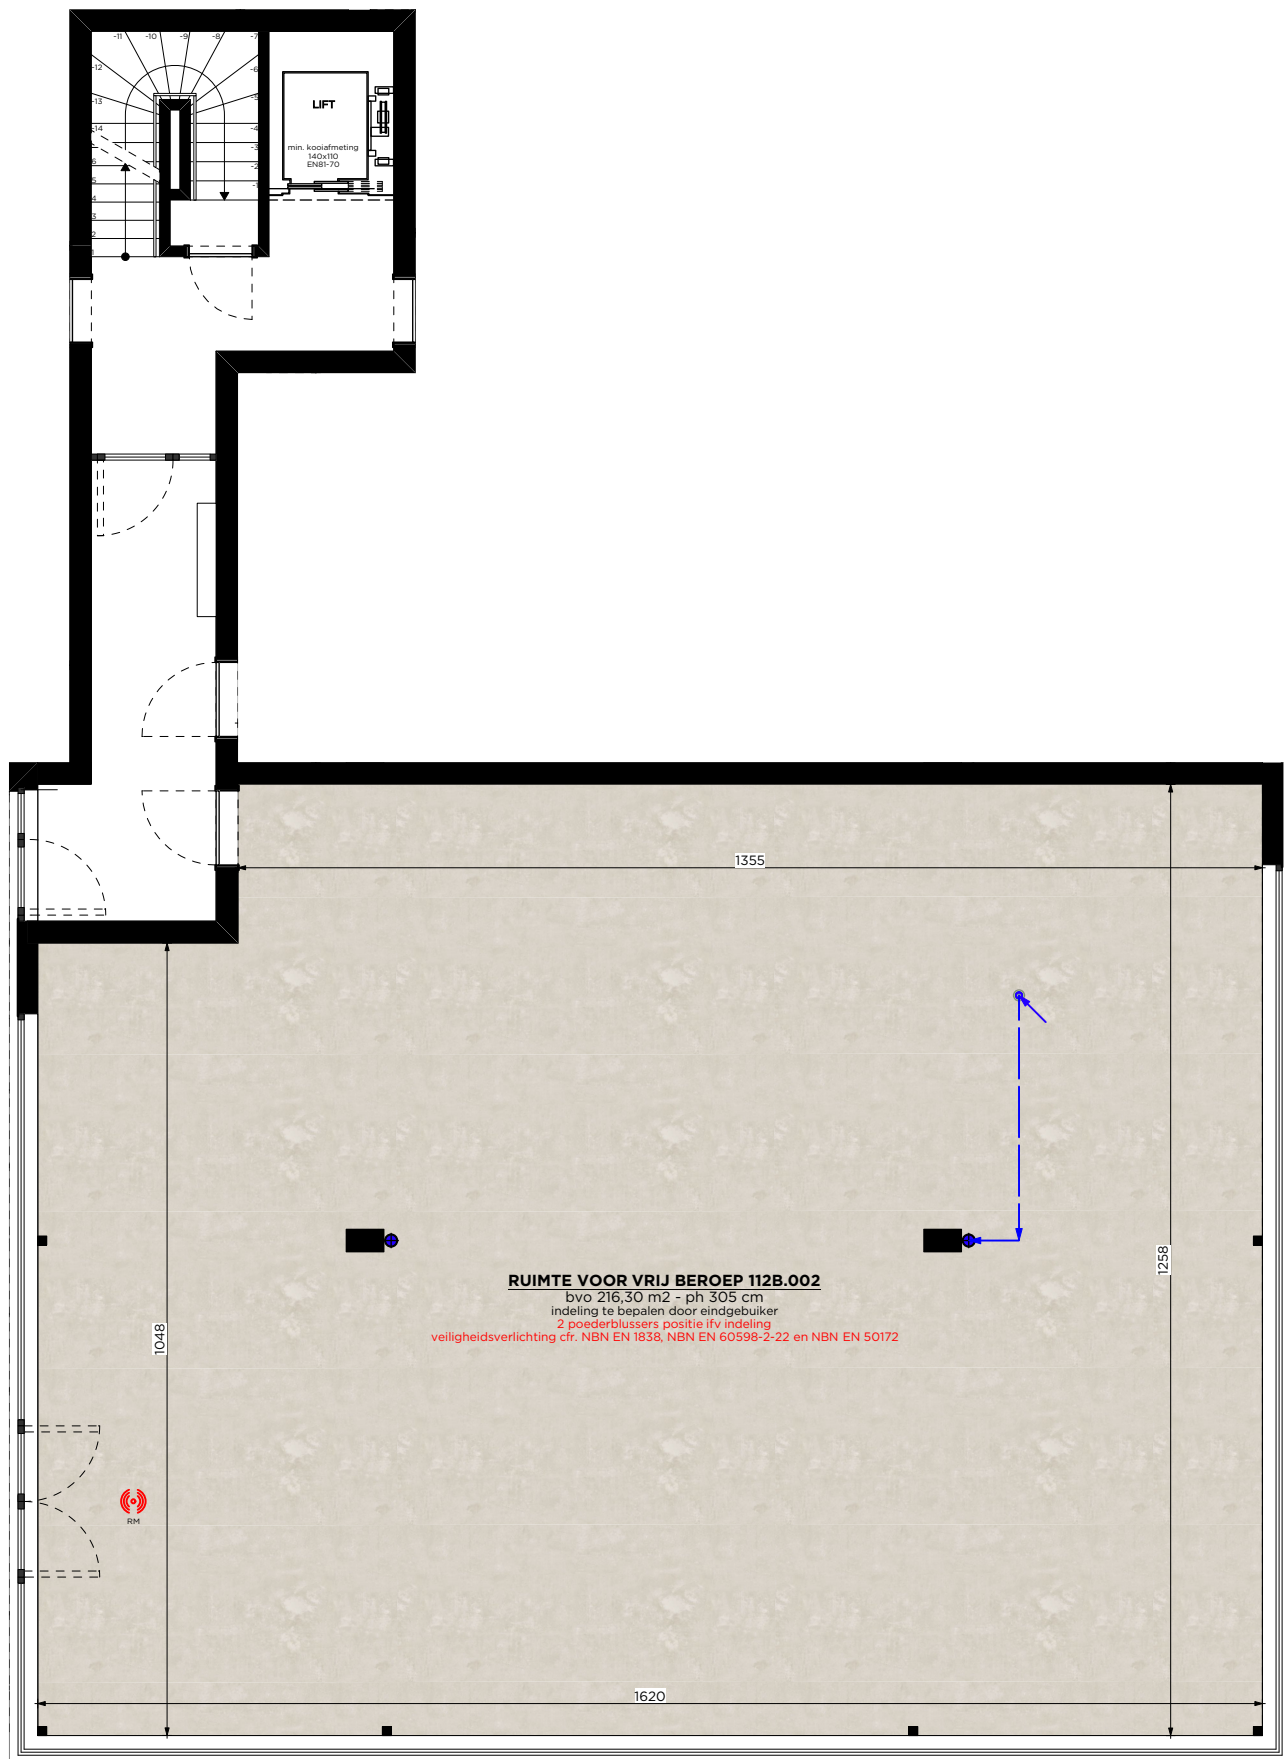 -11 -10 -9 -8 -7
-12
-6
-13
-5
-14
-4
-3
6
-2
5
-1
4
3
2
1
LIFT
min. kooiafmeting
140x110
EN81-70
1355
1258
1048
RUIMTE VOOR VRIJ BEROEP 112B.002
bvo 216,30 m2 - ph 305 cm
indeling te bepalen door eindgebuiker
2 poederblussers positie ifv indeling
veiligheidsverlichting cfr. NBN EN 1838, NBN EN 60598-2-22 en NBN EN 50172
RM
1620